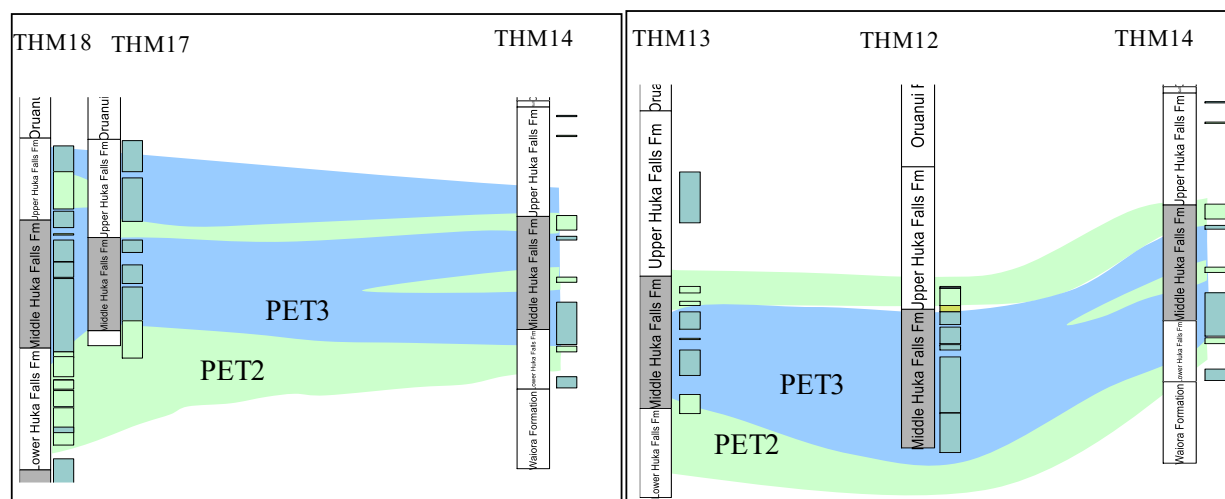 THM18
THM17
THM14
Upper Huka Falls Fm
Middle Huka Falls Fm
Lower Huka Falls Fm
Oruanui
Upper Huka Falls Fm
Middle Huka Falls Fm
PET3
PET2
Upper Huka Falls Fm
Middle Huka Falls Fm
Lower Huka Falls Fm
Waiora Formation
THM13
THM12
THM14
Upper Huka Falls Fm
Middle Huka Falls Fm
Lower Huka Falls Fm
Oruanui F
Upper Huka Falls Fm
Middle Huka Falls Fm
PET3
PET2
Upper Huka Falls Fm
Middle Huka Falls Fm
Lower Huka Falls Fm
Waiora Formation